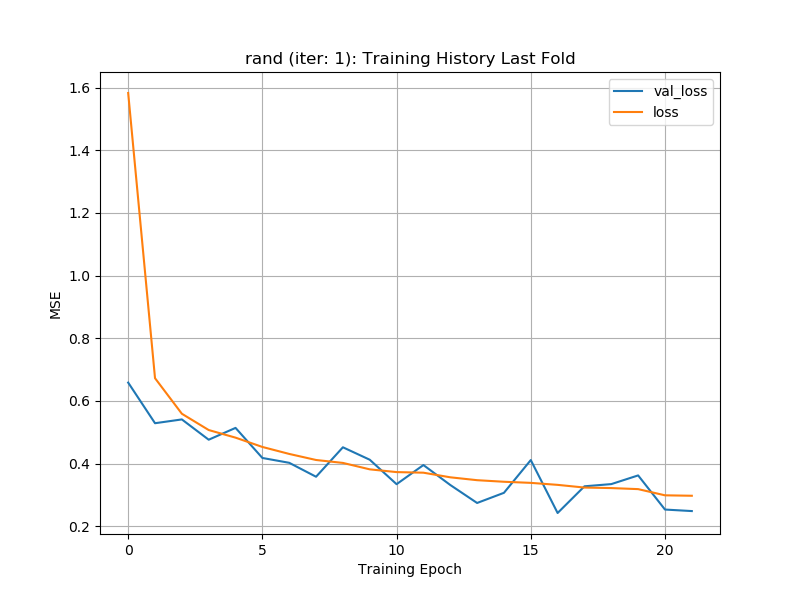 rand (iter: 1): Training History Last Fold
val_loss
loss
MSE
1.6
1.4
1.2
1.0
0.8
0.6
0.4
0.2
0 5 10 15 20
Training Epoch